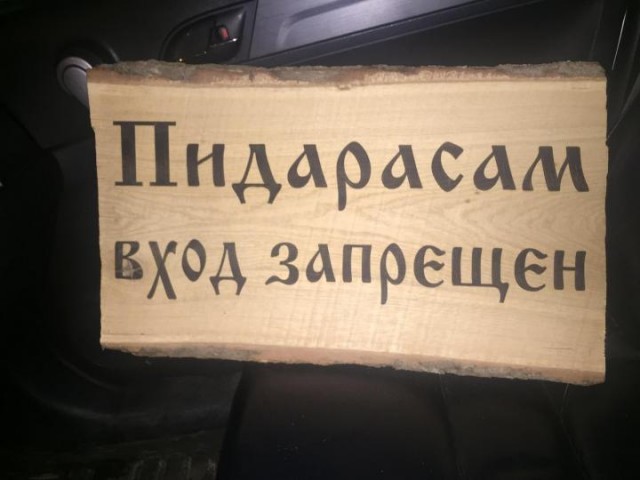 Пидарасам
вход запрещен